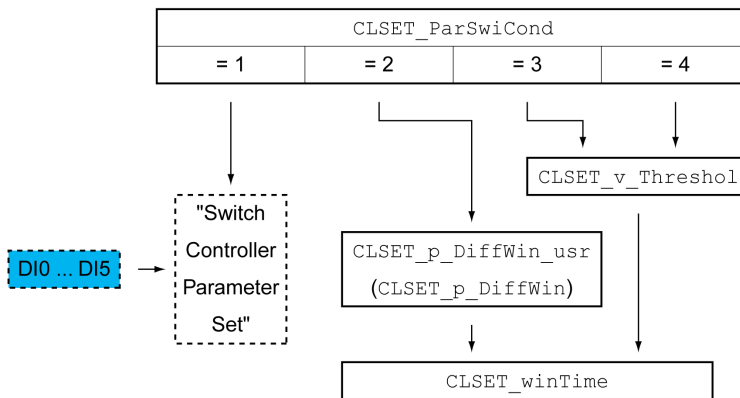 CLSET_ParSwiCond
= 1 = 2 = 3 = 4
CLSET_v_Threshol
"Switch
Controller
Parameter
Set"
DI0 ... DI5
CLSET_p_DiffWin_usr
(CLSET_p_DiffWin)
CLSET_winTime